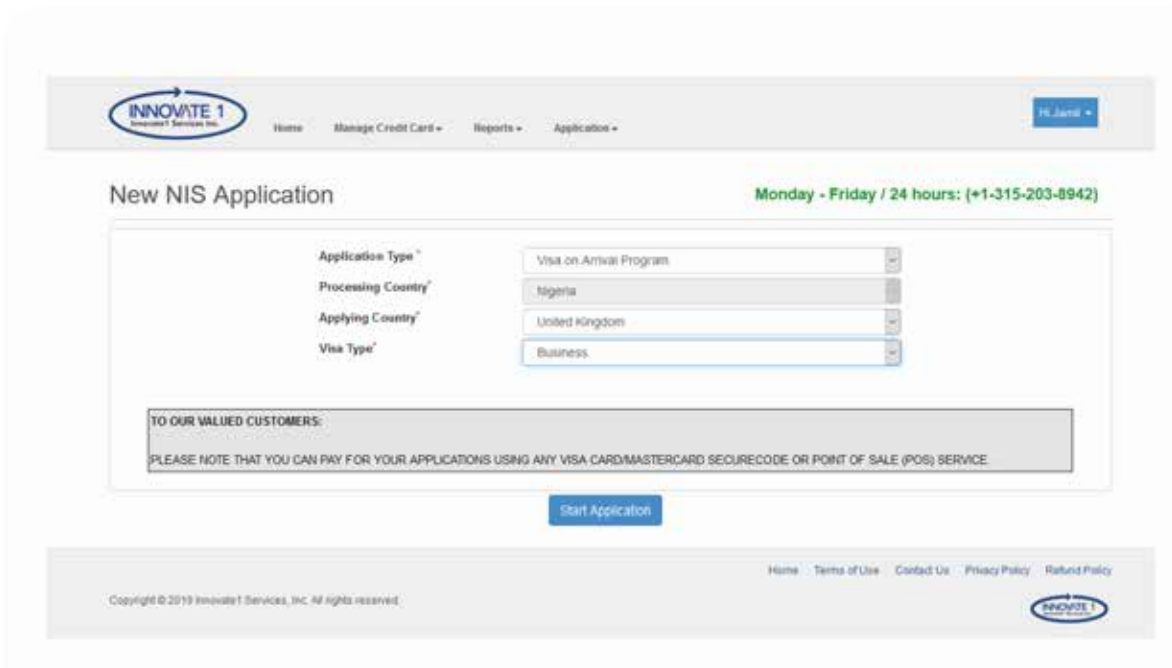 INNOVATE 1
Innovate1 Services Inc.
Home Manage Credit Card Reports Application
Hi Jamil
New NIS Application
Monday - Friday / 24 hours: (+1-315-203-8942)
Application Type *
Visa on Arrival Program
Processing Country*
Nigeria
Applying Country*
United Kingdom
Visa Type*
Business
TO OUR VALUED CUSTOMERS:
PLEASE NOTE THAT YOU CAN PAY FOR YOUR APPLICATIONS USING ANY VISA CARD/MASTERCARD SECURECODE OR POINT OF SALE (POS) SERVICE
Start Application
Home Terms of Use Contact Us Privacy Policy Refund Policy
Copyright © 2019 Innovate1 Services, Inc. All rights reserved.
INNOVATE 1